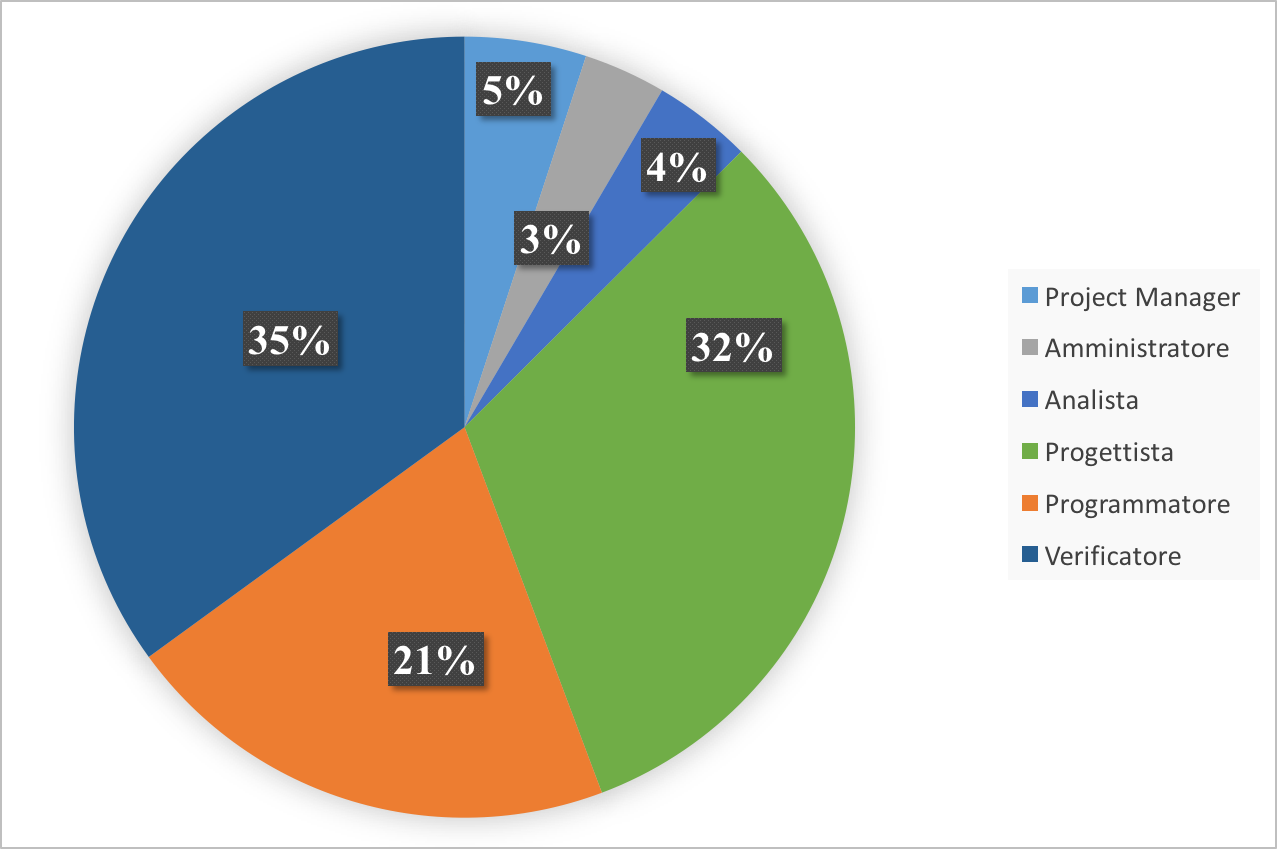 5%
4%
3%
32%
35%
21%
Project Manager
Amministratore
Analista
Progettista
Programmatore
Verificatore